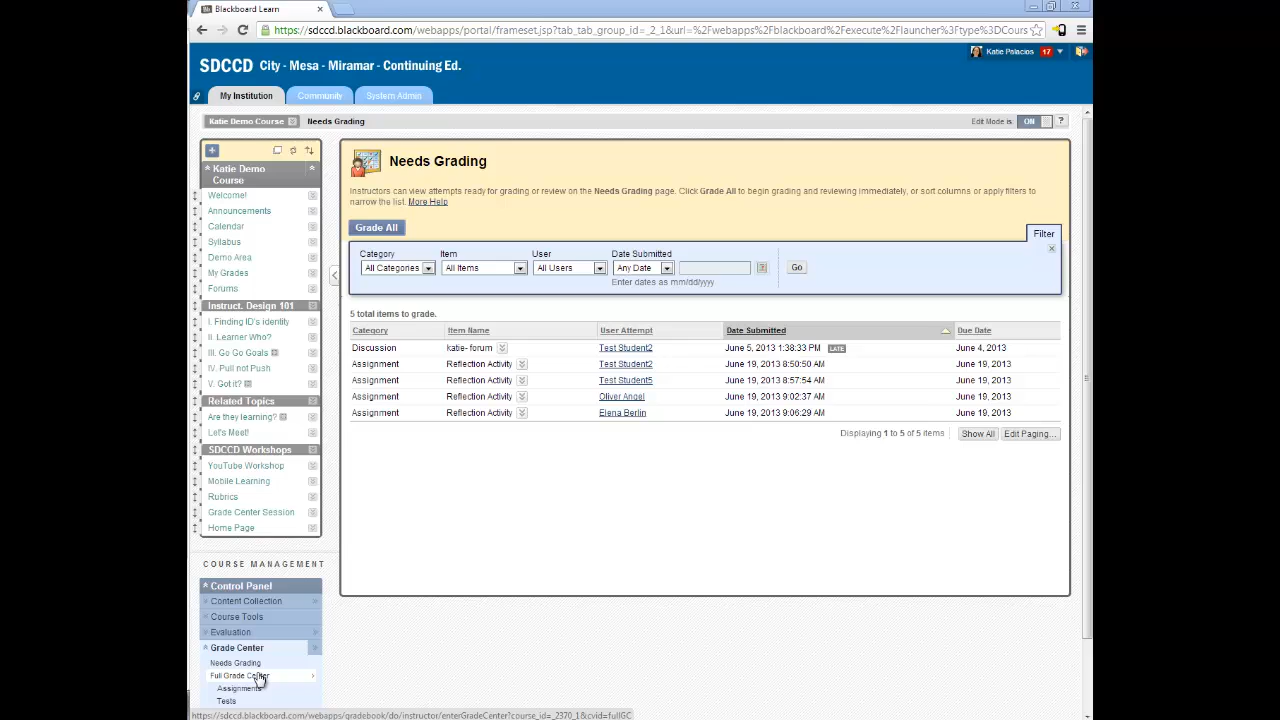 Blackboard Learn
https://sdccd.blackboard.com/webapps/portal/frameset.jsp?tab_tab_group_id=_2_1&url=%2Fwebapps%2Fblackboard%2Fexecute%2Flauncher%3Ftype%3DCours
Katie Palacios 17
SDCCD City - Mesa - Miramar - Continuing Ed.
My Institution Community System Admin
Katie Demo Course Needs Grading Edit Mode is: ON ?
Katie Demo Course
Welcome!
Announcements
Calendar
Syllabus
Demo Area
My Grades
Forums
Instruct. Design 101
I. Finding ID's identity
II. Learner Who?
III. Go Go Goals
IV. Pull not Push
V. Got it?
Related Topics
Are they learning?
Let's Meet!
SDCCD Workshops
YouTube Workshop
Mobile Learning
Rubrics
Grade Center Session
Home Page
COURSE MANAGEMENT
Control Panel
Content Collection
Course Tools
Evaluation
Grade Center
Needs Grading
Full Grade Center
Assignments
Tests
Needs Grading
Instructors can view attempts ready for grading or review on the Needs Grading page. Click Grade All to begin grading and reviewing immediately, or sort columns or apply filters to
narrow the list. More Help
Grade All
Filter
Category Item User Date Submitted
All Categories All Items All Users Any Date Go
Enter dates as mm/dd/yyyy
5 total items to grade.
Category Item Name User Attempt Date Submitted Due Date
Discussion katie- forum Test Student2 June 5, 2013 1:38:33 PM LATE June 4, 2013
Assignment Reflection Activity Test Student2 June 19, 2013 8:50:50 AM June 19, 2013
Assignment Reflection Activity Test Student5 June 19, 2013 8:57:54 AM June 19, 2013
Assignment Reflection Activity Oliver Angel June 19, 2013 9:02:37 AM June 19, 2013
Assignment Reflection Activity Elena Berlin June 19, 2013 9:06:29 AM June 19, 2013
Displaying 1 to 5 of 5 items Show All Edit Paging...
https://sdccd.blackboard.com/webapps/gradebook/do/instructor/enterGradeCenter?course_id=_2370_1&cvid=fullGC